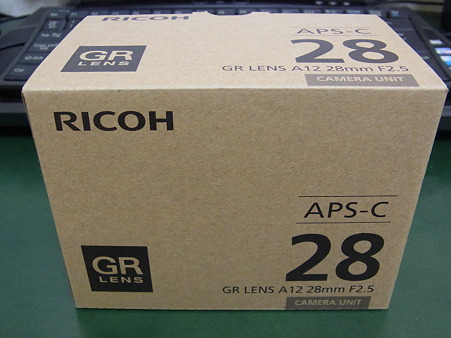 RICOH
GR
LENS
APS-C
28
GR LENS A12 28mm F2.5
CAMERA UNIT
RICOH
GR
LENS
APS-C
28
GR LENS A12 28mm F2.5
CAMERA UNIT